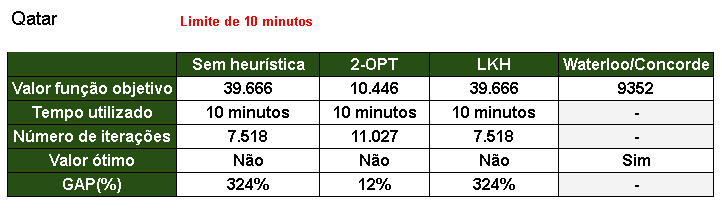 Qatar
Limite de 10 minutos
Sem heurística 2-OPT LKH Waterloo/Concorde
Valor função objetivo 39.666 10.446 39.666 9352
Tempo utilizado 10 minutos 10 minutos 10 minutos -
Número de iterações 7.518 11.027 7.518 -
Valor ótimo Não Não Não Sim
GAP(%) 324% 12% 324% -